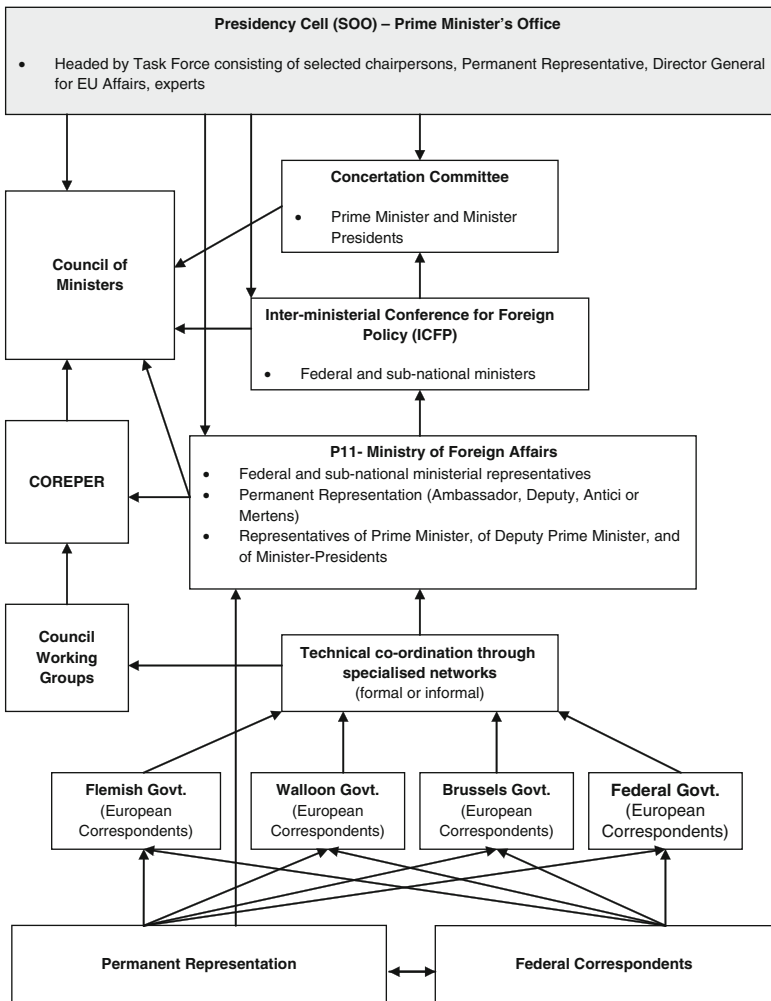 Presidency Cell (SOO) – Prime Minister's Office
• Headed by Task Force consisting of selected chairpersons, Permanent Representative, Director General
for EU Affairs, experts
Concertation Committee
• Prime Minister and Minister
Presidents
Council of
Ministers
Inter-ministerial Conference for Foreign
Policy (ICFP)
• Federal and sub-national ministers
P11- Ministry of Foreign Affairs
• Federal and sub-national ministerial representatives
• Permanent Representation (Ambassador, Deputy, Antici or
Mertens)
• Representatives of Prime Minister, of Deputy Prime Minister, and
of Minister-Presidents
COREPER
Council
Working
Groups
Technical co-ordination through
specialised networks
(formal or informal)
Flemish Govt.
(European
Correspondents)
Walloon Govt.
(European
Correspondents)
Brussels Govt.
(European
Correspondents)
Federal Govt.
(European
Correspondents)
Permanent Representation
Federal Correspondents